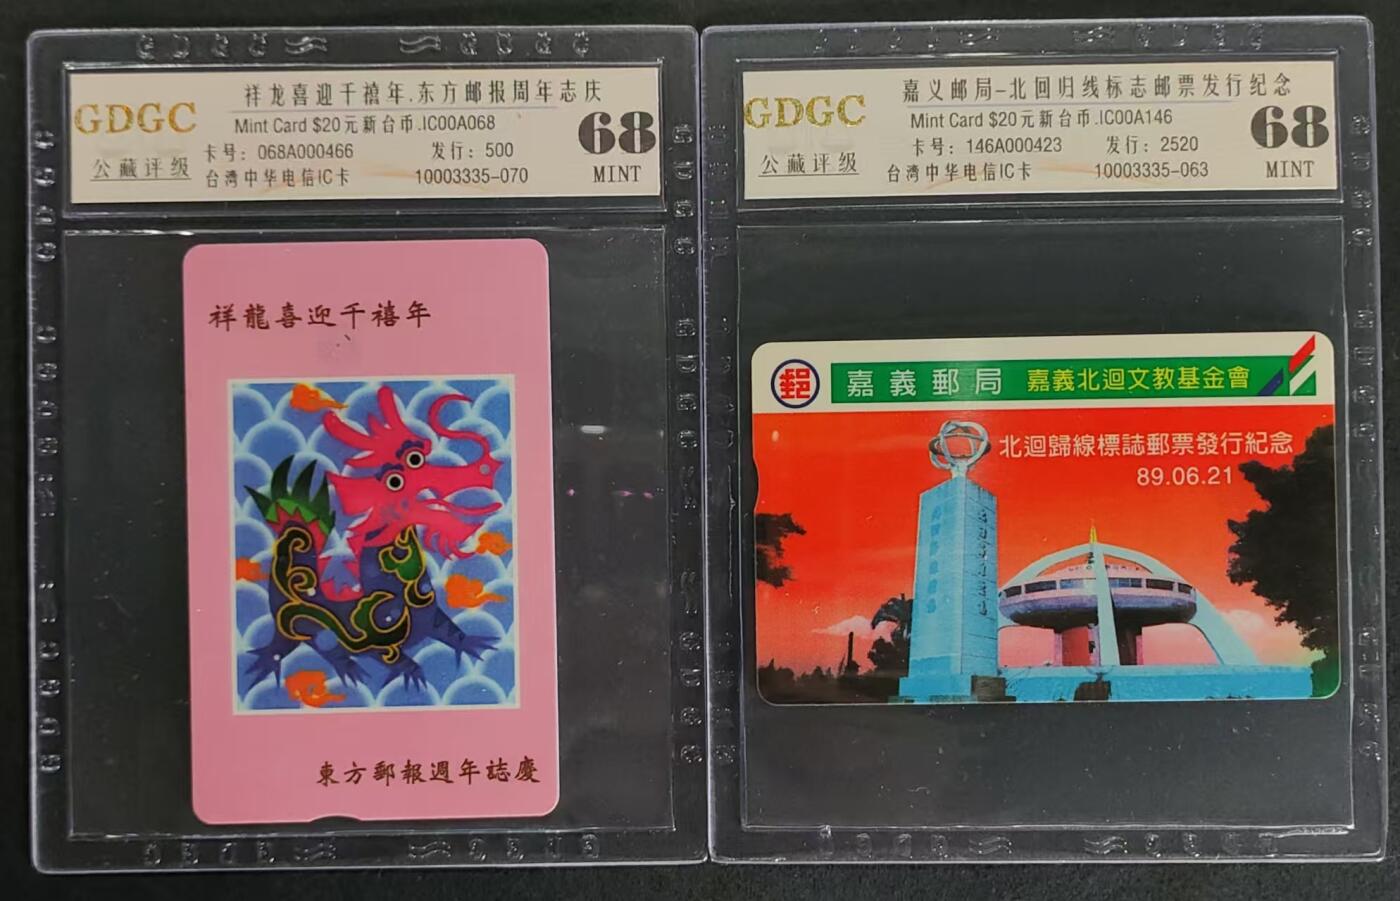 祥龙喜迎千禧年.东方邮报周年志庆
GDGC
Mint Card $20元新台币.IC00A068
68
卡号: 068A000466 发行: 500
公藏评级
台湾中华电信IC卡 10003335-070
MINT
祥龍喜迎千禧年
東方郵報週年誌慶
嘉义邮局-北回归线标志邮票发行纪念
GDGC
Mint Card $20元新台币.IC00A146
68
卡号: 146A000423 发行: 2520
公藏评级
台湾中华电信IC卡 10003335-063
MINT
郵 嘉義郵局 嘉義北迴文教基金會
北迴歸線標誌郵票發行紀念
89.06.21